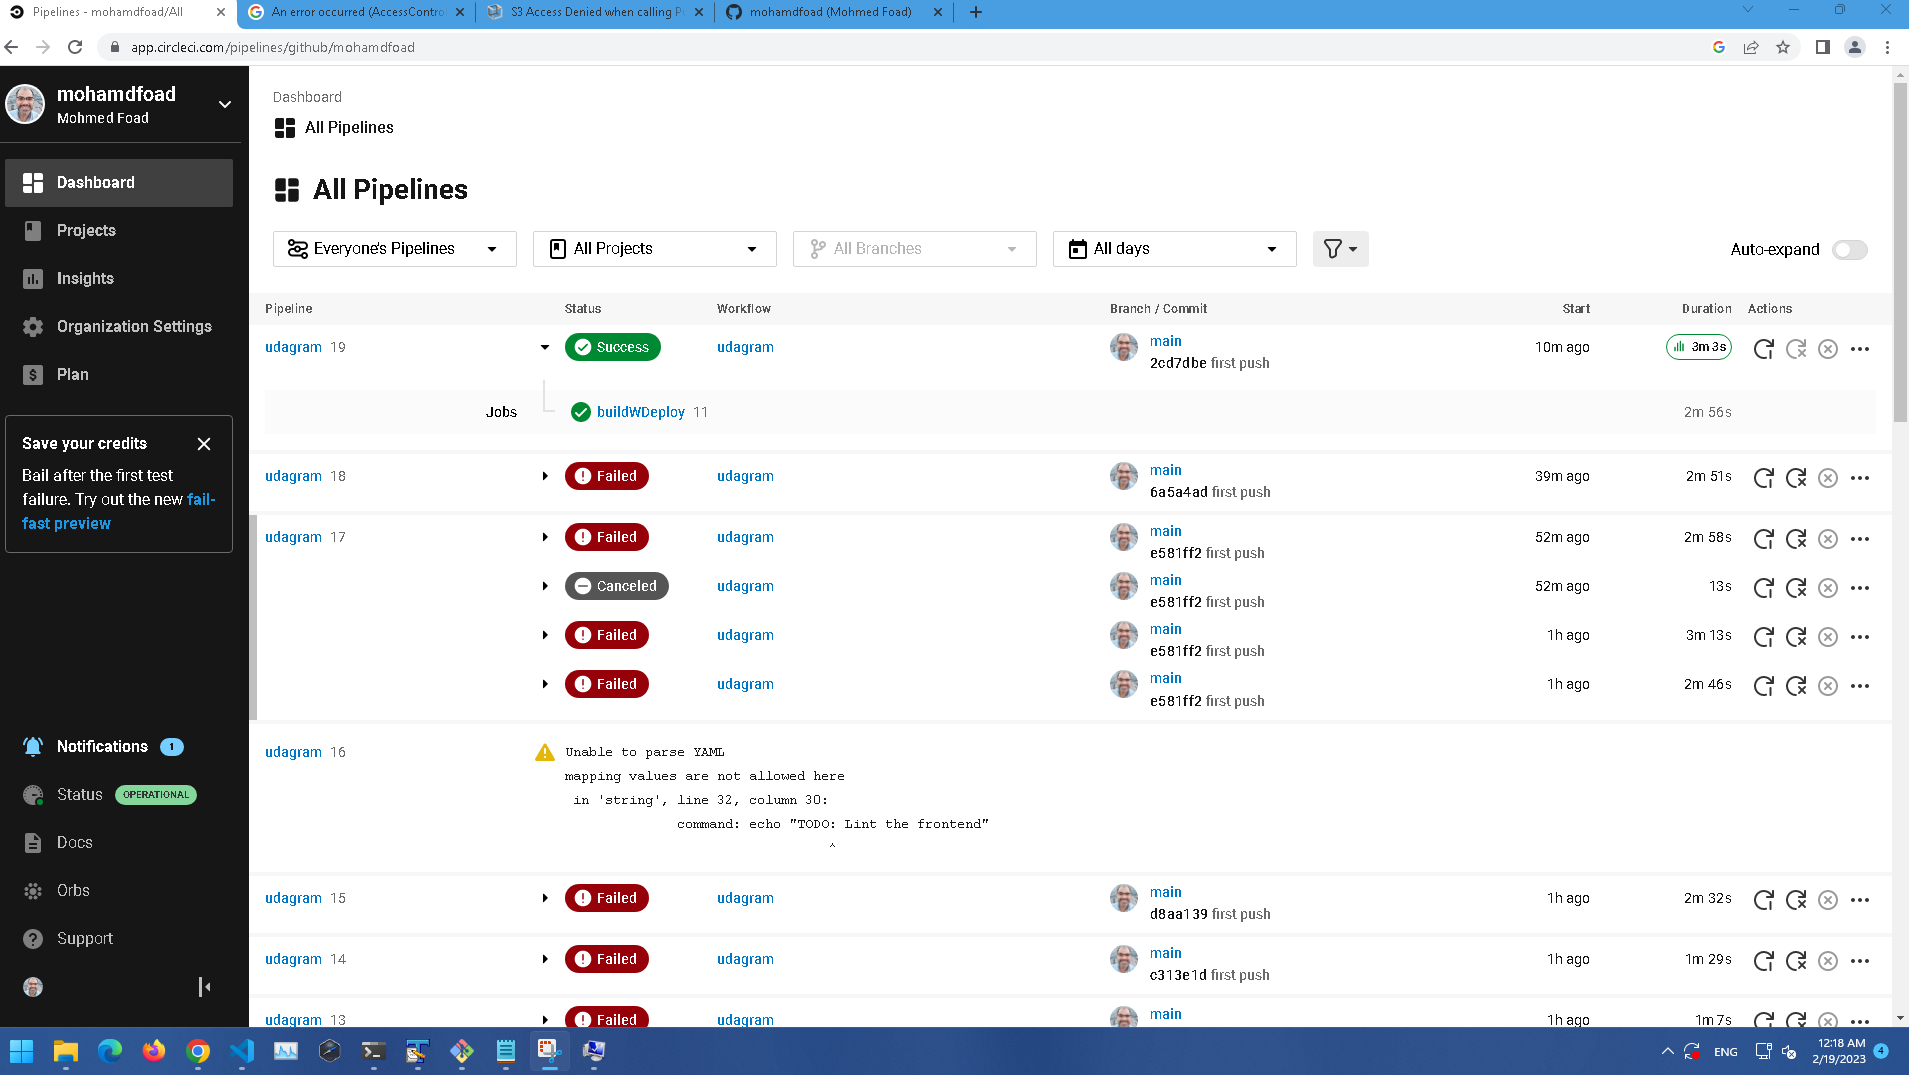 Pipelines - mohamdfoad/All
An error occurred (AccessContro
S3 Access Denied when calling Pu
mohamdfoad (Mohmed Foad)
app.circleci.com/pipelines/github/mohamdfoad
mohamdfoad
Mohmed Foad
Dashboard
Projects
Insights
Organization Settings
Plan
Save your credits
Bail after the first test
failure. Try out the new fail-
fast preview
Notifications 1
Status OPERATIONAL
Docs
Orbs
Support
Dashboard
All Pipelines
All Pipelines
Everyone's Pipelines All Projects All Branches All days Auto-expand
Pipeline Status Workflow Branch / Commit Start Duration Actions
udagram 19 Success udagram main 10m ago 3m 3s
2cd7dbe first push
Jobs buildWDeploy 11 2m 56s
udagram 18 Failed udagram main 39m ago 2m 51s
6a5a4ad first push
udagram 17 Failed udagram main 52m ago 2m 58s
e581ff2 first push
Canceled udagram main 52m ago 13s
e581ff2 first push
Failed udagram main 1h ago 3m 13s
e581ff2 first push
Failed udagram main 1h ago 2m 46s
e581ff2 first push
udagram 16 Unable to parse YAML
mapping values are not allowed here
in 'string', line 32, column 30:
command: echo "TODO: Lint the frontend"
^
udagram 15 Failed udagram main 1h ago 2m 32s
d8aa139 first push
udagram 14 Failed udagram main 1h ago 1m 29s
c313e1d first push
udagram 13 Failed udagram main 1h ago 1m 7s
ENG
12:18 AM
2/19/2023
4